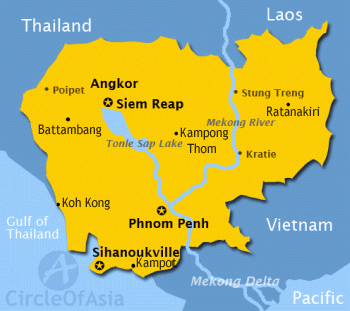 Thailand
Laos
Angkor
Siem Reap
Poipet
Stung Treng
Ratanakiri
Battambang
Kampong
Thom
Mekong River
Tonle Sap Lake
Kratie
Koh Kong
Phnom Penh
Gulf of
Thailand
Vietnam
Sihanoukville
Kampot
Mekong Delta
CircleOfAsia
Pacific